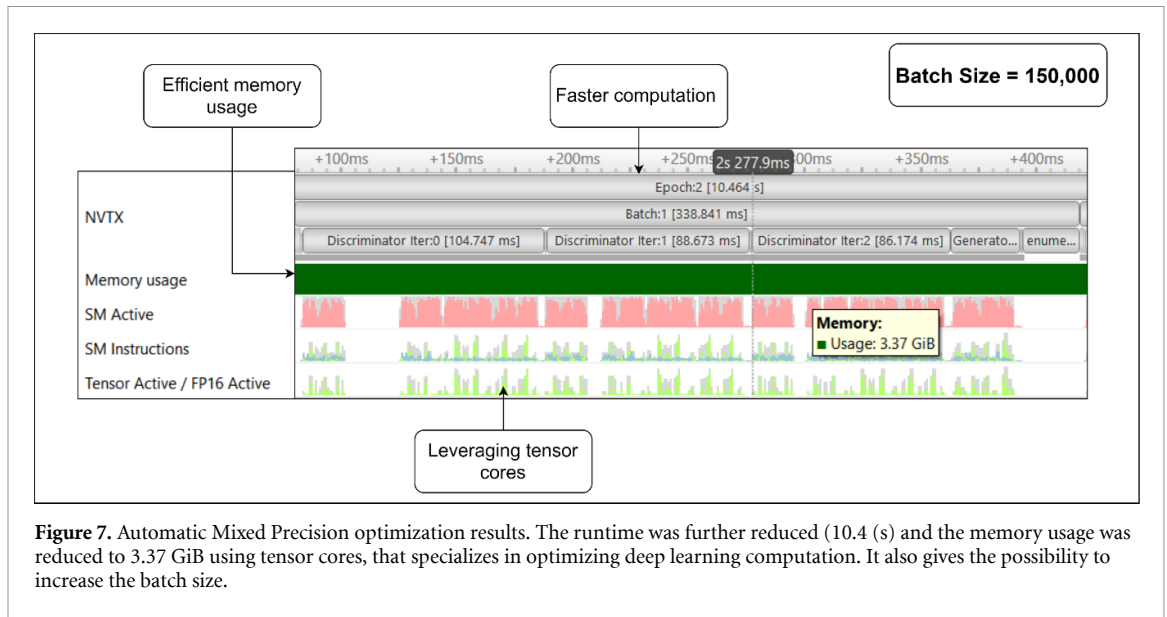 Efficient memory
usage
Faster computation
Batch Size = 150,000
+100ms +150ms +200ms +250ms 2s 277.9ms 00ms +350ms +400ms
Epoch:2 [10.464 s]
NVTX
Batch:1 [338.841 ms]
Discriminator Iter:0 [104.747 ms] Discriminator Iter:1 [88.673 ms] Discriminator Iter:2 [86.174 ms] Generato... enume...
Memory usage
SM Active
Memory:
Usage: 3.37 GiB
SM Instructions
Tensor Active / FP16 Active
Leveraging tensor
cores
Figure 7. Automatic Mixed Precision optimization results. The runtime was further reduced (10.4 (s) and the memory usage was
reduced to 3.37 GiB using tensor cores, that specializes in optimizing deep learning computation. It also gives the possibility to
increase the batch size.